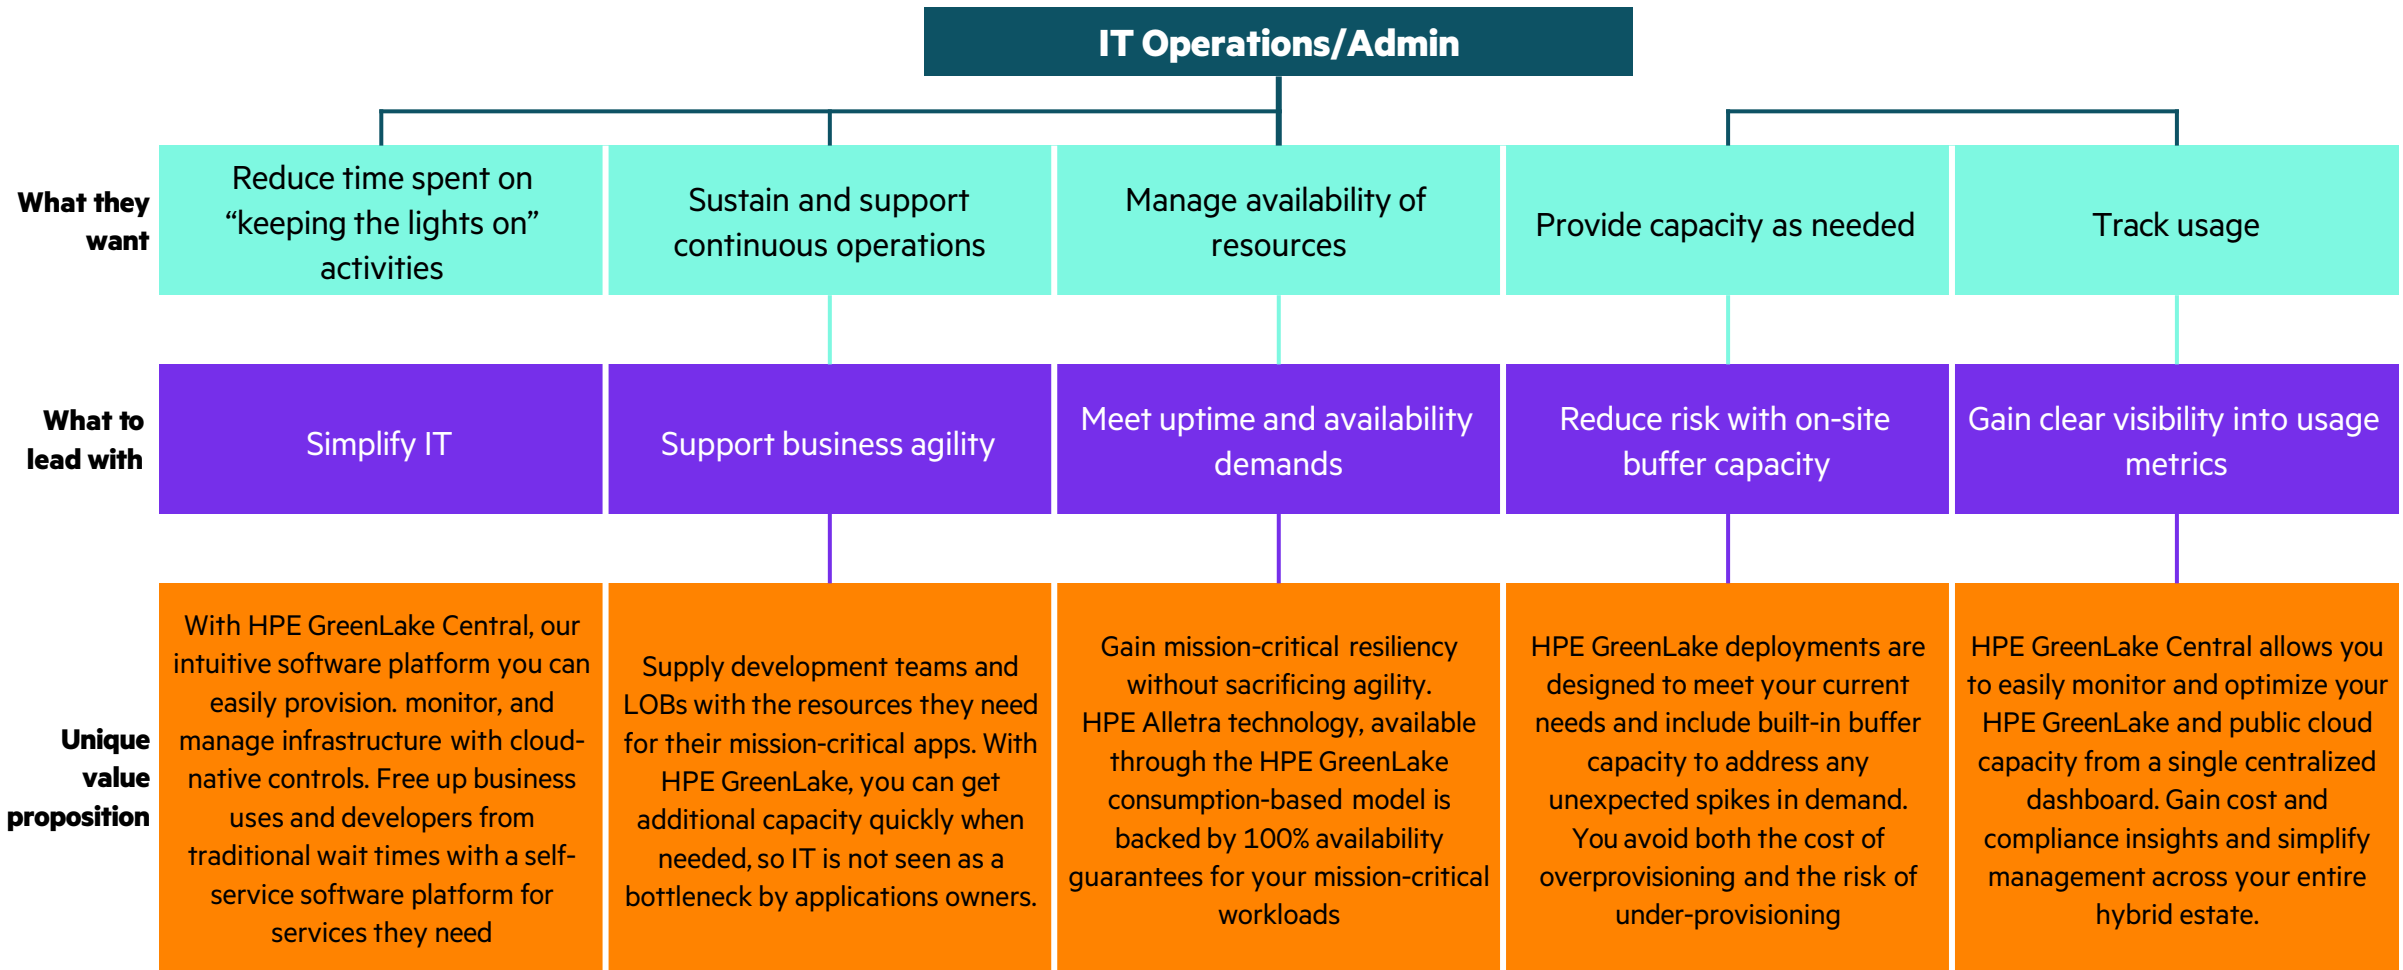 IT Operations/Admin
What they
want
Reduce time spent on
“keeping the lights on”
activities
Sustain and support
continuous operations
Manage availability of
resources
Provide capacity as needed
Track usage
What to
lead with
Simplify IT
Support business agility
Meet uptime and availability
demands
Reduce risk with on-site
buffer capacity
Gain clear visibility into usage
metrics
Unique
value
proposition
With HPE GreenLake Central, our
intuitive software platform you can
easily provision. monitor, and
manage infrastructure with cloud-
native controls. Free up business
uses and developers from
traditional wait times with a self-
service software platform for
services they need
Supply development teams and
LOBs with the resources they need
for their mission-critical apps. With
HPE GreenLake, you can get
additional capacity quickly when
needed, so IT is not seen as a
bottleneck by applications owners.
Gain mission-critical resiliency
without sacrificing agility.
HPE Alletra technology, available
through the HPE GreenLake
consumption-based model is
backed by 100% availability
guarantees for your mission-critical
workloads
HPE GreenLake deployments are
designed to meet your current
needs and include built-in buffer
capacity to address any
unexpected spikes in demand.
You avoid both the cost of
overprovisioning and the risk of
under-provisioning
HPE GreenLake Central allows you
to easily monitor and optimize your
HPE GreenLake and public cloud
capacity from a single centralized
dashboard. Gain cost and
compliance insights and simplify
management across your entire
hybrid estate.